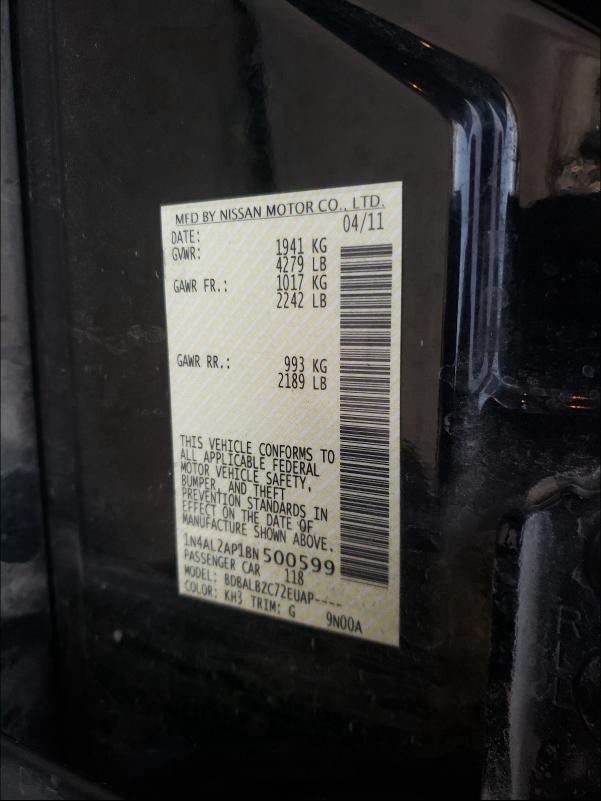 MFD BY NISSAN MOTOR CO., LTD.
DATE: 04/11
GVWR: 1941 KG
4279 LB
GAWR FR.: 1017 KG
2242 LB
GAWR RR.: 993 KG
2189 LB
THIS VEHICLE CONFORMS TO
ALL APPLICABLE FEDERAL
MOTOR VEHICLE SAFETY,
BUMPER, AND THEFT
PREVENTION STANDARDS IN
EFFECT ON THE DATE OF
MANUFACTURE SHOWN ABOVE.
1N4AL2AP1BN500599
PASSENGER CAR 118
MODEL: BDBALBZC72EUAP----
COLOR: KH3 TRIM: G 9N00A